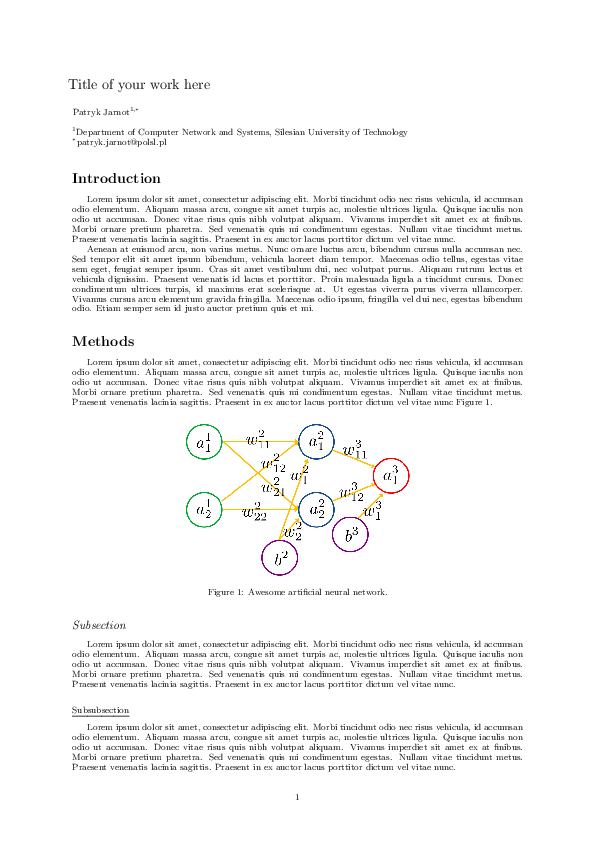 Title of your work here
Patryk Jarnot1,*
1Department of Computer Network and Systems, Silesian University of Technology
*patryk.jarnot@polsl.pl
Introduction
Lorem ipsum dolor sit amet, consectetur adipiscing elit. Morbi tincidunt odio nec risus vehicula, id accumsan
odio elementum. Aliquam massa arcu, congue sit amet turpis ac, molestie ultrices ligula. Quisque iaculis non
odio ut accumsan. Donec vitae risus quis nibh volutpat aliquam. Vivamus imperdiet sit amet ex at finibus.
Morbi ornare pretium pharetra. Sed venenatis quis mi condimentum egestas. Nullam vitae tincidunt metus.
Praesent venenatis lacinia sagittis. Praesent in ex auctor lacus porttitor dictum vel vitae nunc.
Aenean at euismod arcu, non varius metus. Nunc ornare luctus arcu, bibendum cursus nulla accumsan nec.
Sed tempor elit sit amet ipsum bibendum, vehicula laoreet diam tempor. Maecenas odio tellus, egestas vitae
sem eget, feugiat semper ipsum. Cras sit amet vestibulum dui, nec volutpat purus. Aliquam rutrum lectus et
vehicula dignissim. Praesent venenatis id lacus et porttitor. Proin malesuada ligula a tincidunt cursus. Donec
condimentum ultrices turpis, id maximus erat scelerisque at. Ut egestas viverra purus viverra ullamcorper.
Vivamus cursus arcu elementum gravida fringilla. Maecenas odio ipsum, fringilla vel dui nec, egestas bibendum
odio. Etiam semper sem id justo auctor pretium quis et mi.
Methods
Lorem ipsum dolor sit amet, consectetur adipiscing elit. Morbi tincidunt odio nec risus vehicula, id accumsan
odio elementum. Aliquam massa arcu, congue sit amet turpis ac, molestie ultrices ligula. Quisque iaculis non
odio ut accumsan. Donec vitae risus quis nibh volutpat aliquam. Vivamus imperdiet sit amet ex at finibus.
Morbi ornare pretium pharetra. Sed venenatis quis mi condimentum egestas. Nullam vitae tincidunt metus.
Praesent venenatis lacinia sagittis. Praesent in ex auctor lacus porttitor dictum vel vitae nunc Figure 1.
a_1^1
w_11^2
a_1^2
w_11^3
w_12^2
w_1^2
a_1^3
w_21^2
w_12^3
a_2^1
w_22^2
a_2^2
w_1^3
w_2^2
b^3
b^2
Figure 1: Awesome artificial neural network.
Subsection
Lorem ipsum dolor sit amet, consectetur adipiscing elit. Morbi tincidunt odio nec risus vehicula, id accumsan
odio elementum. Aliquam massa arcu, congue sit amet turpis ac, molestie ultrices ligula. Quisque iaculis non
odio ut accumsan. Donec vitae risus quis nibh volutpat aliquam. Vivamus imperdiet sit amet ex at finibus.
Morbi ornare pretium pharetra. Sed venenatis quis mi condimentum egestas. Nullam vitae tincidunt metus.
Praesent venenatis lacinia sagittis. Praesent in ex auctor lacus porttitor dictum vel vitae nunc.
Subsubsection
Lorem ipsum dolor sit amet, consectetur adipiscing elit. Morbi tincidunt odio nec risus vehicula, id accumsan
odio elementum. Aliquam massa arcu, congue sit amet turpis ac, molestie ultrices ligula. Quisque iaculis non
odio ut accumsan. Donec vitae risus quis nibh volutpat aliquam. Vivamus imperdiet sit amet ex at finibus.
Morbi ornare pretium pharetra. Sed venenatis quis mi condimentum egestas. Nullam vitae tincidunt metus.
Praesent venenatis lacinia sagittis. Praesent in ex auctor lacus porttitor dictum vel vitae nunc.
1